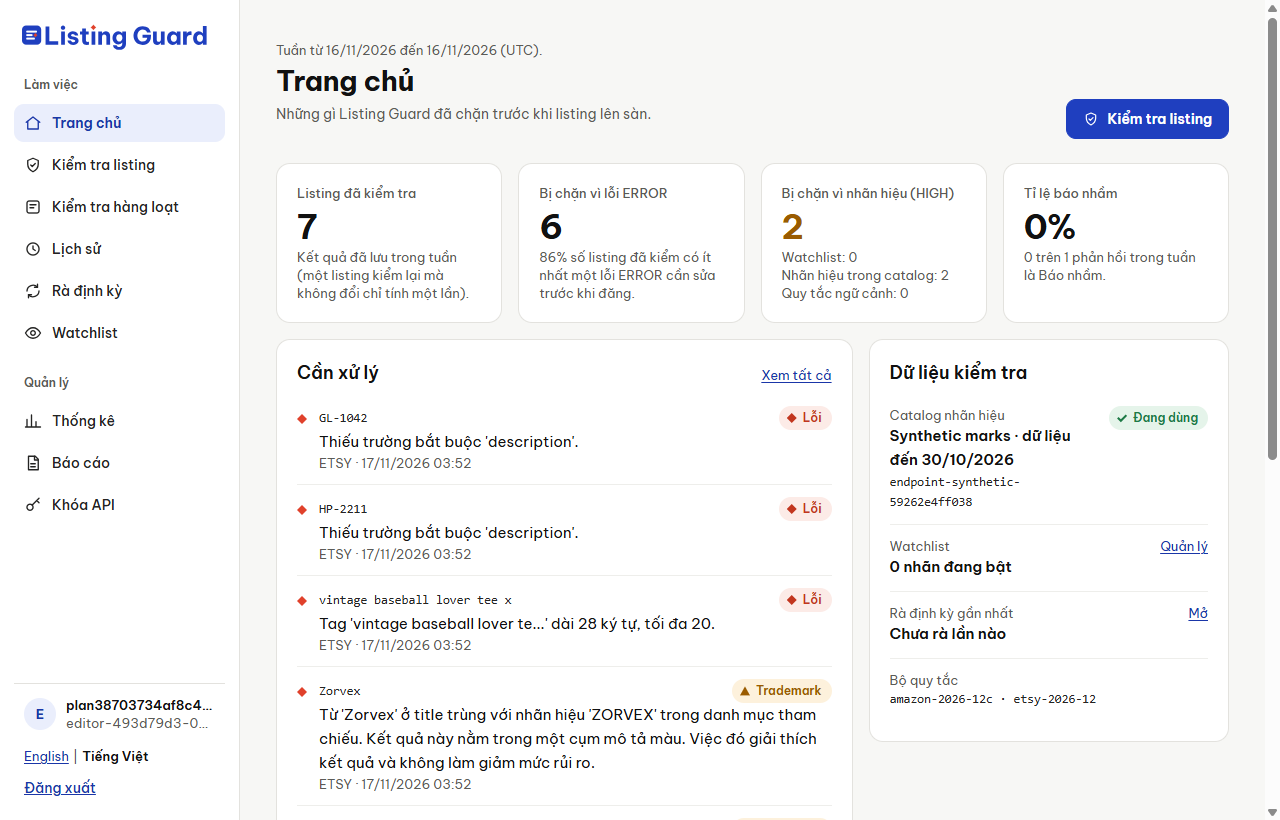 Listing Guard
Làm việc
Trang chủ
Kiểm tra listing
Kiểm tra hàng loạt
Lịch sử
Rà định kỳ
Watchlist
Quản lý
Thống kê
Báo cáo
Khóa API
E
plan38703734af8c4...
editor-493d79d3-0...
English | Tiếng Việt
Đăng xuất
Tuần từ 16/11/2026 đến 16/11/2026 (UTC).
Trang chủ
Những gì Listing Guard đã chặn trước khi listing lên sàn.
Kiểm tra listing
Listing đã kiểm tra
7
Kết quả đã lưu trong tuần
(một listing kiểm lại mà
không đổi chỉ tính một lần).
Bị chặn vì lỗi ERROR
6
86% số listing đã kiểm có ít
nhất một lỗi ERROR cần sửa
trước khi đăng.
Bị chặn vì nhãn hiệu (HIGH)
2
Watchlist: 0
Nhãn hiệu trong catalog: 2
Quy tắc ngữ cảnh: 0
Tỉ lệ báo nhầm
0%
0 trên 1 phản hồi trong tuần
là Báo nhầm.
Cần xử lý
Xem tất cả
GL-1042
Lỗi
Thiếu trường bắt buộc 'description'.
ETSY · 17/11/2026 03:52
HP-2211
Lỗi
Thiếu trường bắt buộc 'description'.
ETSY · 17/11/2026 03:52
vintage baseball lover tee x
Lỗi
Tag 'vintage baseball lover te...' dài 28 ký tự, tối đa 20.
ETSY · 17/11/2026 03:52
Zorvex
Trademark
Từ 'Zorvex' ở title trùng với nhãn hiệu 'ZORVEX' trong danh mục tham
chiếu. Kết quả này nằm trong một cụm mô tả màu. Việc đó giải thích
kết quả và không làm giảm mức rủi ro.
ETSY · 17/11/2026 03:52
Dữ liệu kiểm tra
Catalog nhãn hiệu
Đang dùng
Synthetic marks · dữ liệu
đến 30/10/2026
endpoint-synthetic-
59262e4ff038
Watchlist
Quản lý
0 nhãn đang bật
Rà định kỳ gần nhất
Mở
Chưa rà lần nào
Bộ quy tắc
amazon-2026-12c · etsy-2026-12